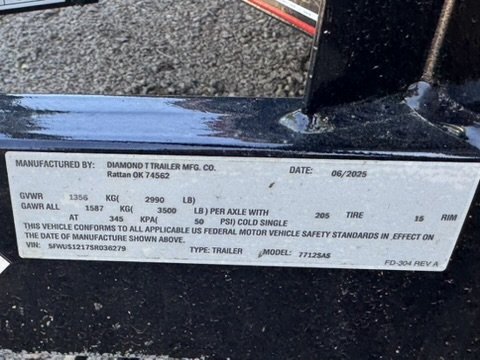 MANUFACTURED BY: DIAMOND T TRAILER MFG. CO. DATE: 06/2025
Rattan OK 74562
GVWR 1356 KG( 2990 LB)
GAWR ALL 1587 KG( 3500 LB) PER AXLE WITH 205 TIRE 15 RIM
AT 345 KPA( 50 PSI) COLD SINGLE
THIS VEHICLE CONFORMS TO ALL APPLICABLE US FEDERAL MOTOR VEHICLE SAFETY STANDARDS IN EFFECT ON
THE DATE OF MANUFACTURE SHOWN ABOVE.
VIN: 5FWUS1217SR036279 TYPE: TRAILER MODEL: 7712SA5
FD-304 REV A